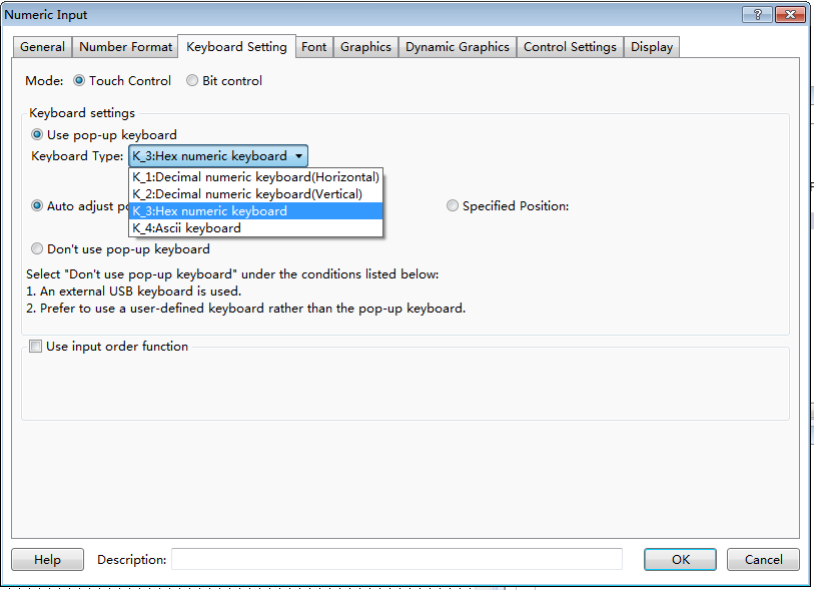 Numeric Input
General Number Format Keyboard Setting Font Graphics Dynamic Graphics Control Settings Display
Mode: Touch Control Bit control
Keyboard settings
Use pop-up keyboard
Keyboard Type: K_3:Hex numeric keyboard
K_1:Decimal numeric keyboard(Horizontal)
K_2:Decimal numeric keyboard(Vertical)
Auto adjust Specified Position:
K_3:Hex numeric keyboard
K_4:Ascii keyboard
Don't use pop-up keyboard
Select "Don't use pop-up keyboard" under the conditions listed below:
1. An external USB keyboard is used.
2. Prefer to use a user-defined keyboard rather than the pop-up keyboard.
Use input order function
Help Description: OK Cancel